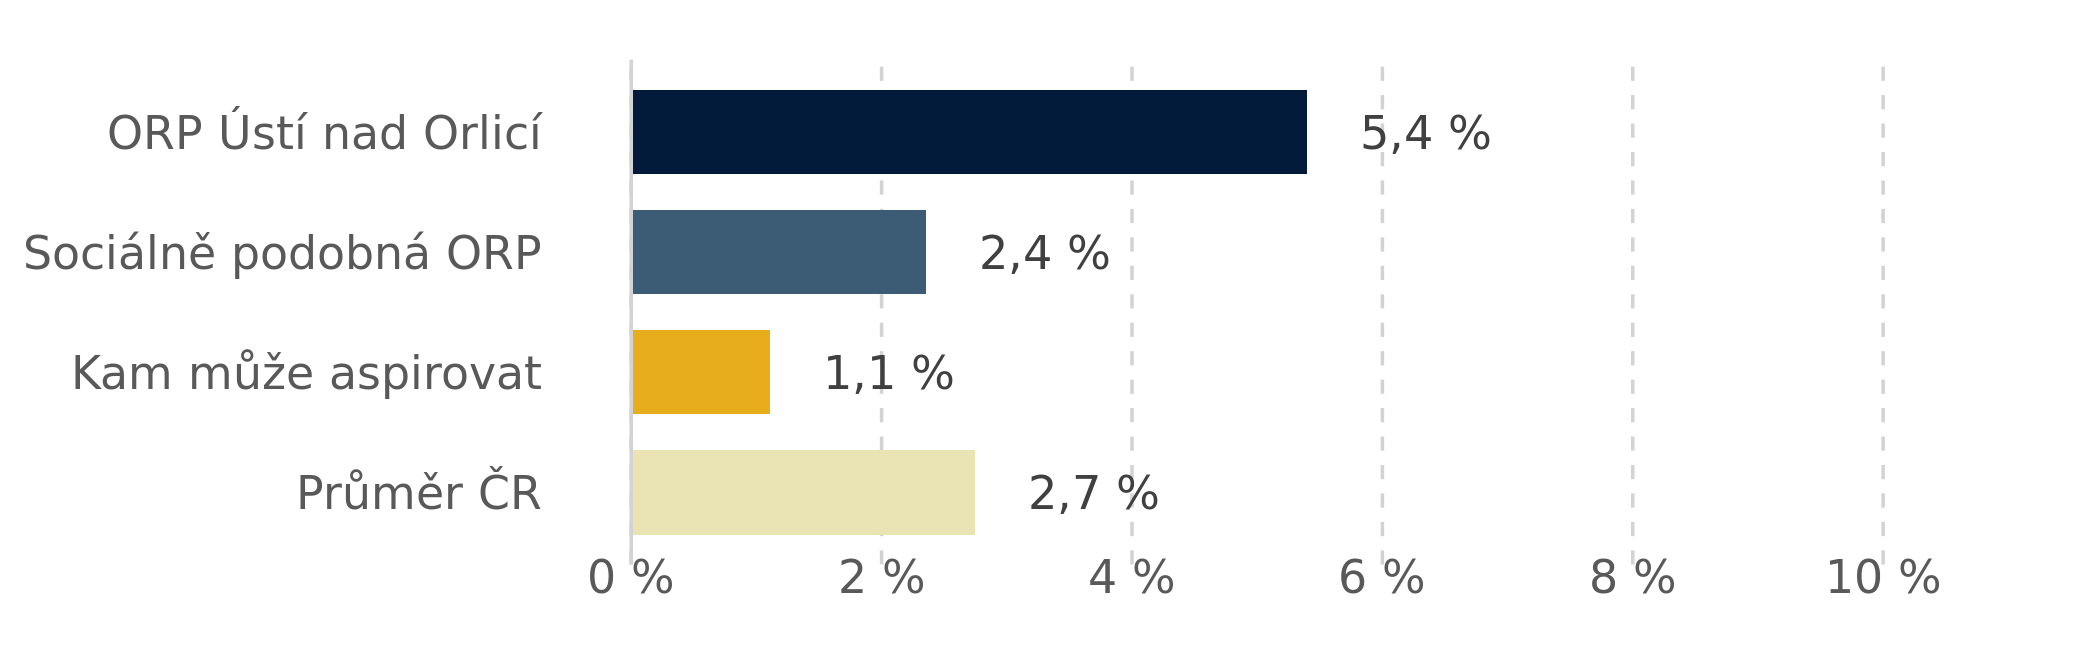 ORP Ústí nad Orlicí
5,4 %
Sociálně podobná ORP
2,4 %
Kam může aspirovat
1,1 %
Průměr ČR
2,7 %
0 % 2 % 4 % 6 % 8 % 10 %